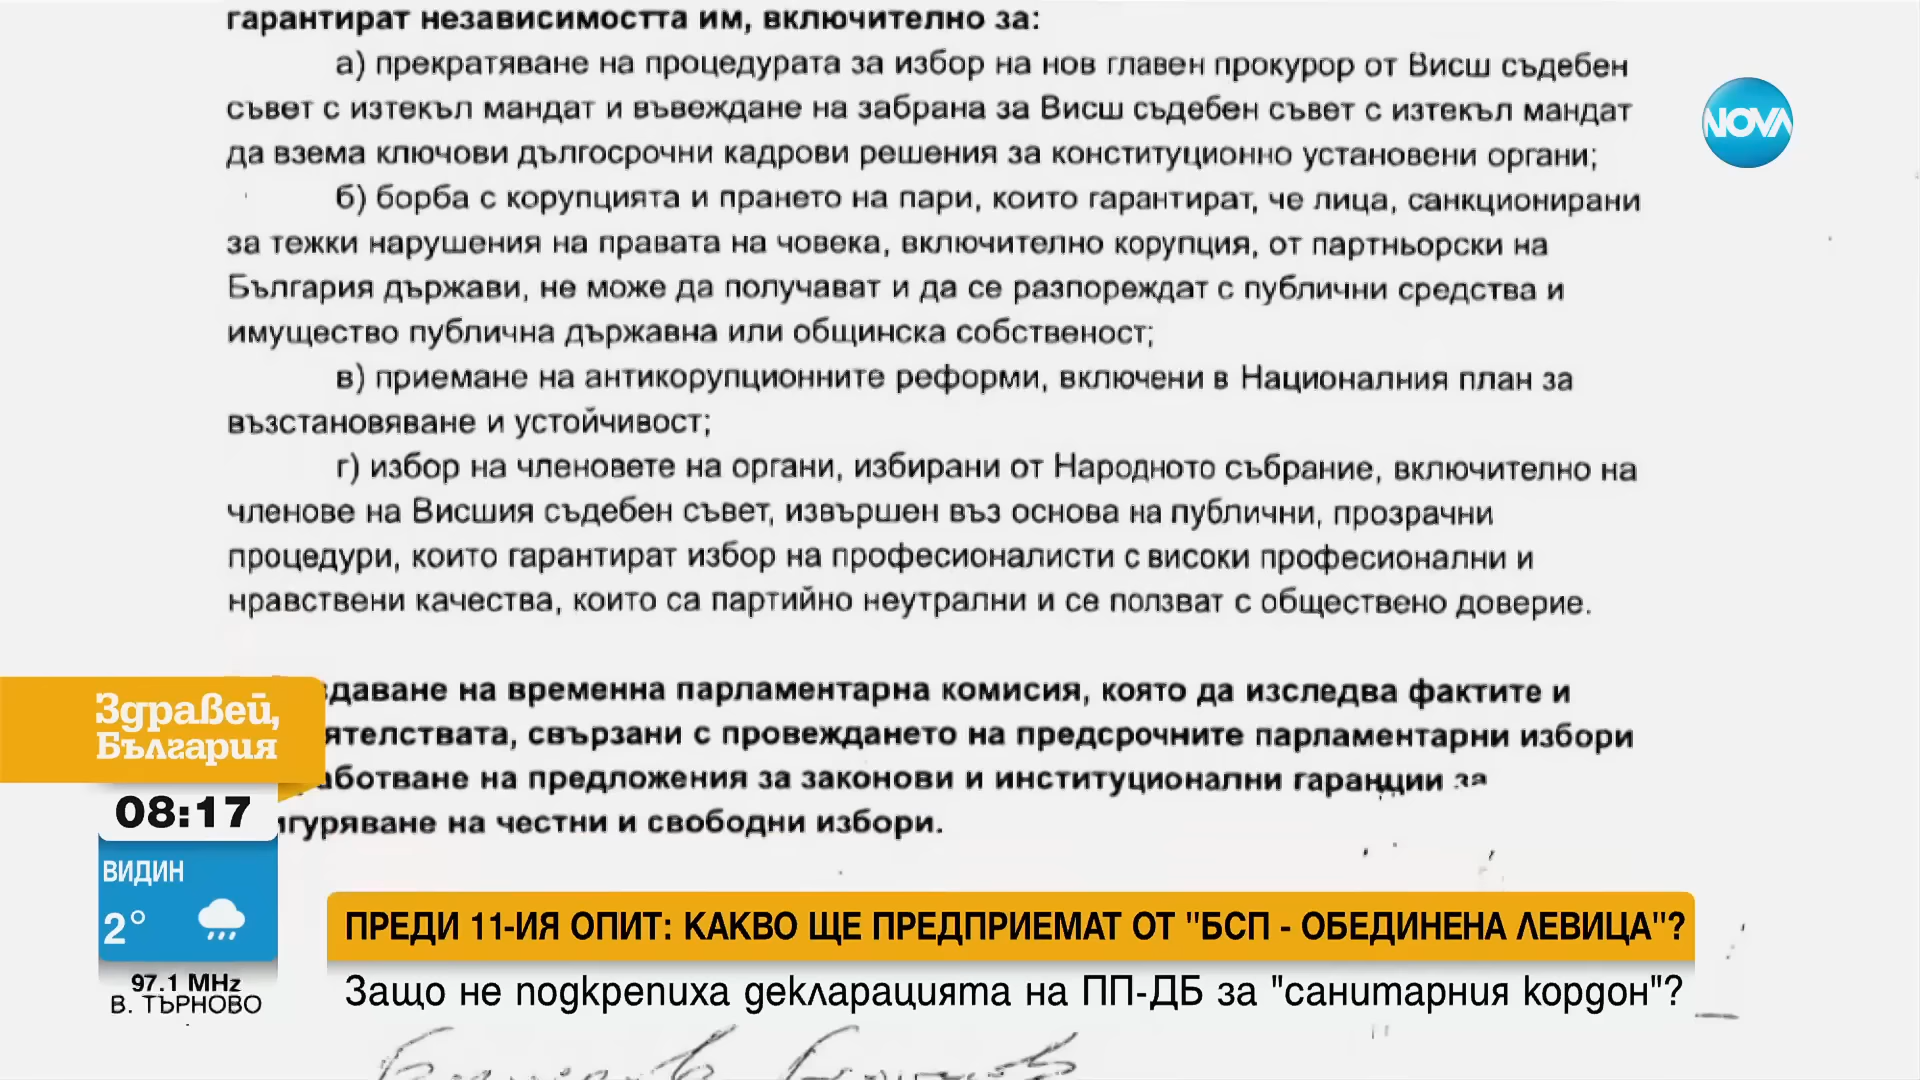 гарантират независимостта им, включително за:
а) прекратяване на процедурата за избор на нов главен прокурор от Висш съдебен
съвет с изтекъл мандат и въвеждане на забрана за Висш съдебен съвет с изтекъл мандат
да взема ключови дългосрочни кадрови решения за конституционно установени органи;
б) борба с корупцията и прането на пари, които гарантират, че лица, санкционирани
за тежки нарушения на правата на човека, включително корупция, от партньорски на
България държави, не може да получават и да се разпореждат с публични средства и
имущество публична държавна или общинска собственост;
в) приемане на антикорупционните реформи, включени в Националния план за
възстановяване и устойчивост;
г) избор на членовете на органи, избирани от Народното събрание, включително на
членове на Висшия съдебен съвет, извършен въз основа на публични, прозрачни
процедури, които гарантират избор на професионалисти с високи професионални и
нравствени качества, които са партийно неутрални и се ползват с обществено доверие.
здаване на временна парламентарна комисия, която да изследва фактите и
ятелствата, свързани с провеждането на предсрочните парламентарни избори
аботване на предложения за законови и институционални гаранции за
игуряване на честни и свободни избори.
NOVA
Здравей,
България
08:17
ВИДИН
2°
97.1 MHz
В. ТЪРНОВО
ПРЕДИ 11-ИЯ ОПИТ: КАКВО ЩЕ ПРЕДПРИЕМАТ ОТ "БСП - ОБЕДИНЕНА ЛЕВИЦА"?
Защо не подкрепиха декларацията на ПП-ДБ за "санитарния кордон"?